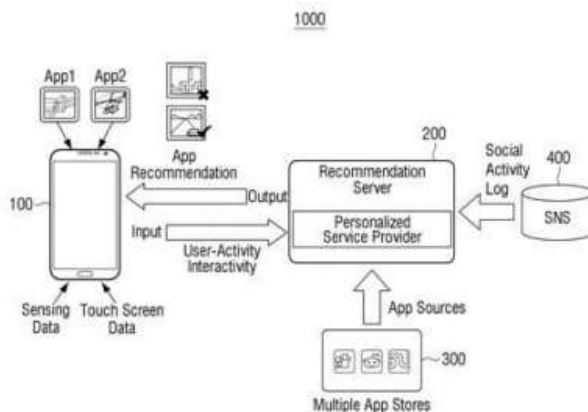 1000
App1 App2
App
Recommendation
Output
Input
User-Activity
Interactivity
100
Sensing
Data
Touch Screen
Data
200
Recommendation
Server
Personalized
Service Provider
Social
Activity
Log
400
SNS
App Sources
300
Multiple App Stores